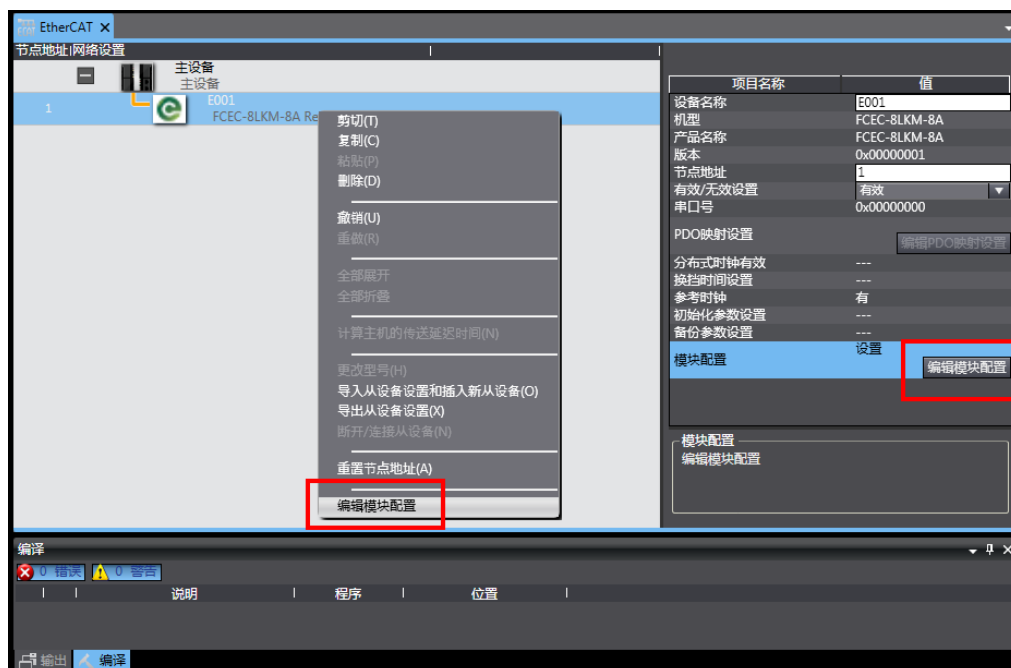 EtherCAT
节点地址|网络设置
主设备
主设备
1
E001
FCEC-8LKM-8A Re
剪切(T)
复制(C)
粘贴(P)
删除(D)
撤销(U)
重做(R)
全部展开
全部折叠
计算主机的传送延迟时间(N)
更改型号(H)
导入从设备设置和插入新从设备(O)
导出从设备设置(X)
断开/连接从设备(N)
重置节点地址(A)
编辑模块配置
项目名称 值
设备名称 E001
机型 FCEC-8LKM-8A
产品名称 FCEC-8LKM-8A
版本 0x00000001
节点地址 1
有效/无效设置 有效
串口号 0x00000000
PDO映射设置 编辑PDO映射设置
分布式时钟有效 ---
换挡时间设置 ---
参考时钟 有
初始化参数设置 ---
备份参数设置 ---
模块配置 设置 编辑模块配置
模块配置
编辑模块配置
编译
0 错误 0 警告
说明 程序 位置
输出 编译